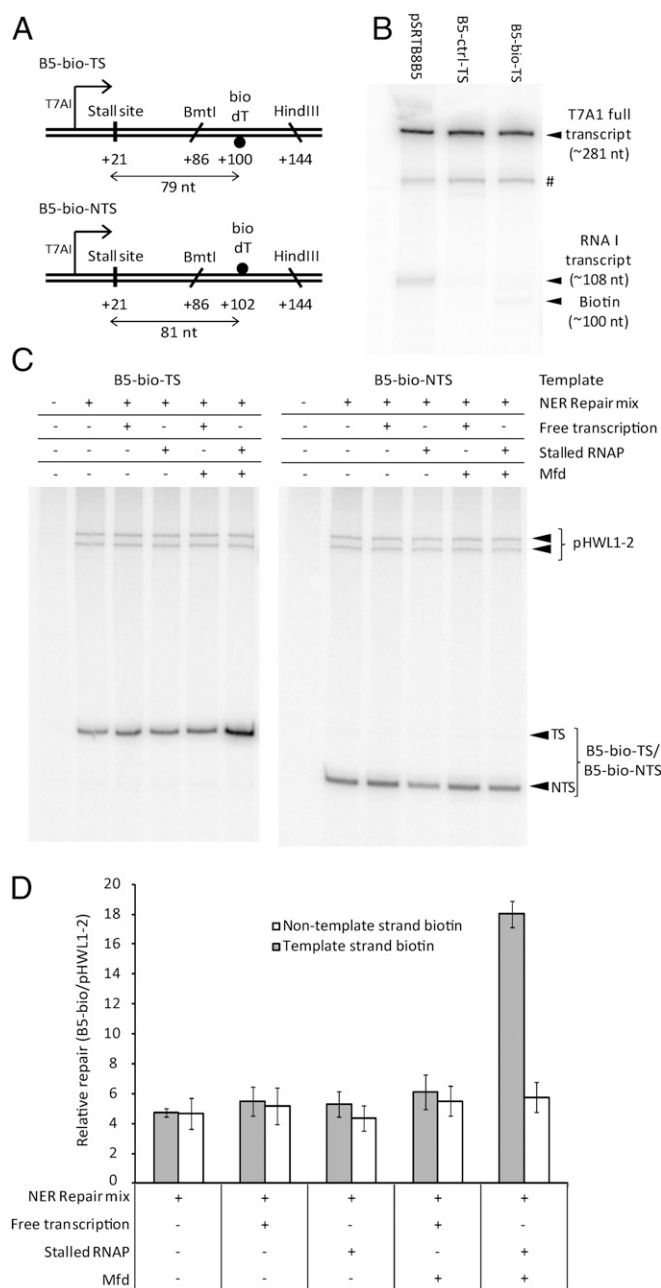 A
B5-bio-TS
T7AI
Stall site
BmtI
bio
dT
HindIII
+21
+86
+100
+144
79 nt
B5-bio-NTS
T7AI
Stall site
BmtI
bio
dT
HindIII
+21
+86
+102
+144
81 nt
B
pSRTB8B5
B5-ctrl-TS
B5-bio-TS
T7A1 full
transcript
(~281 nt)
#
RNA I
transcript
(~108 nt)
Biotin
(~100 nt)
C
B5-bio-TS B5-bio-NTS Template
- + + + + + - + + + + + NER Repair mix
- - + - + - - - + - + - Free transcription
- - - + - + - - - + - + Stalled RNAP
- - - - + + - - - - + + Mfd
pHWL1-2
TS
B5-bio-TS/
B5-bio-NTS
NTS
D
Relative repair (B5-bio/pHWL1-2)
20
18
16
14
12
10
8
6
4
2
0
Non-template strand biotin
Template strand biotin
NER Repair mix + + + + +
Free transcription - + - + -
Stalled RNAP - - + - +
Mfd - - - + +